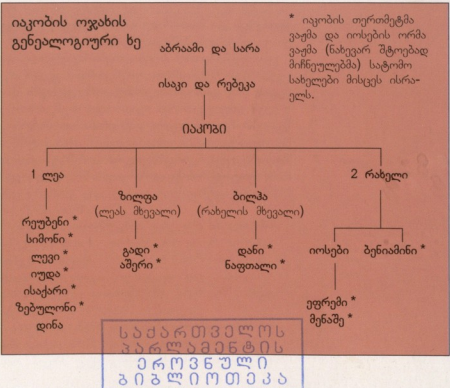 იაკობის ოჯახის
გენეალოგიური ხე
* იაკობის თერთმეტმა
ვაჟმა და იოსების ორმა
ვაჟმა (ნახევარ შტოებად
მიჩნეულებმა) სატომო
სახელები მისცეს ისრა-
ელს.
აბრაამი და სარა
ისაკი და რებეკა
იაკობი
1 ლეა
ზილფა
(ლეას მხევალი)
ბილჰა
(რახელის მხევალი)
2 რახელი
რეუბენი *
სიმონი *
ლევი *
იუდა *
ისაქარი *
ზებულონი *
დინა
გადი *
აშერი *
დანი *
ნაფთალი *
იოსები
ბენიამინი *
ეფრემი *
მენაშე *
საქართველოს
პარლამენტის
ეროვნული
ბიბლიოთეკა